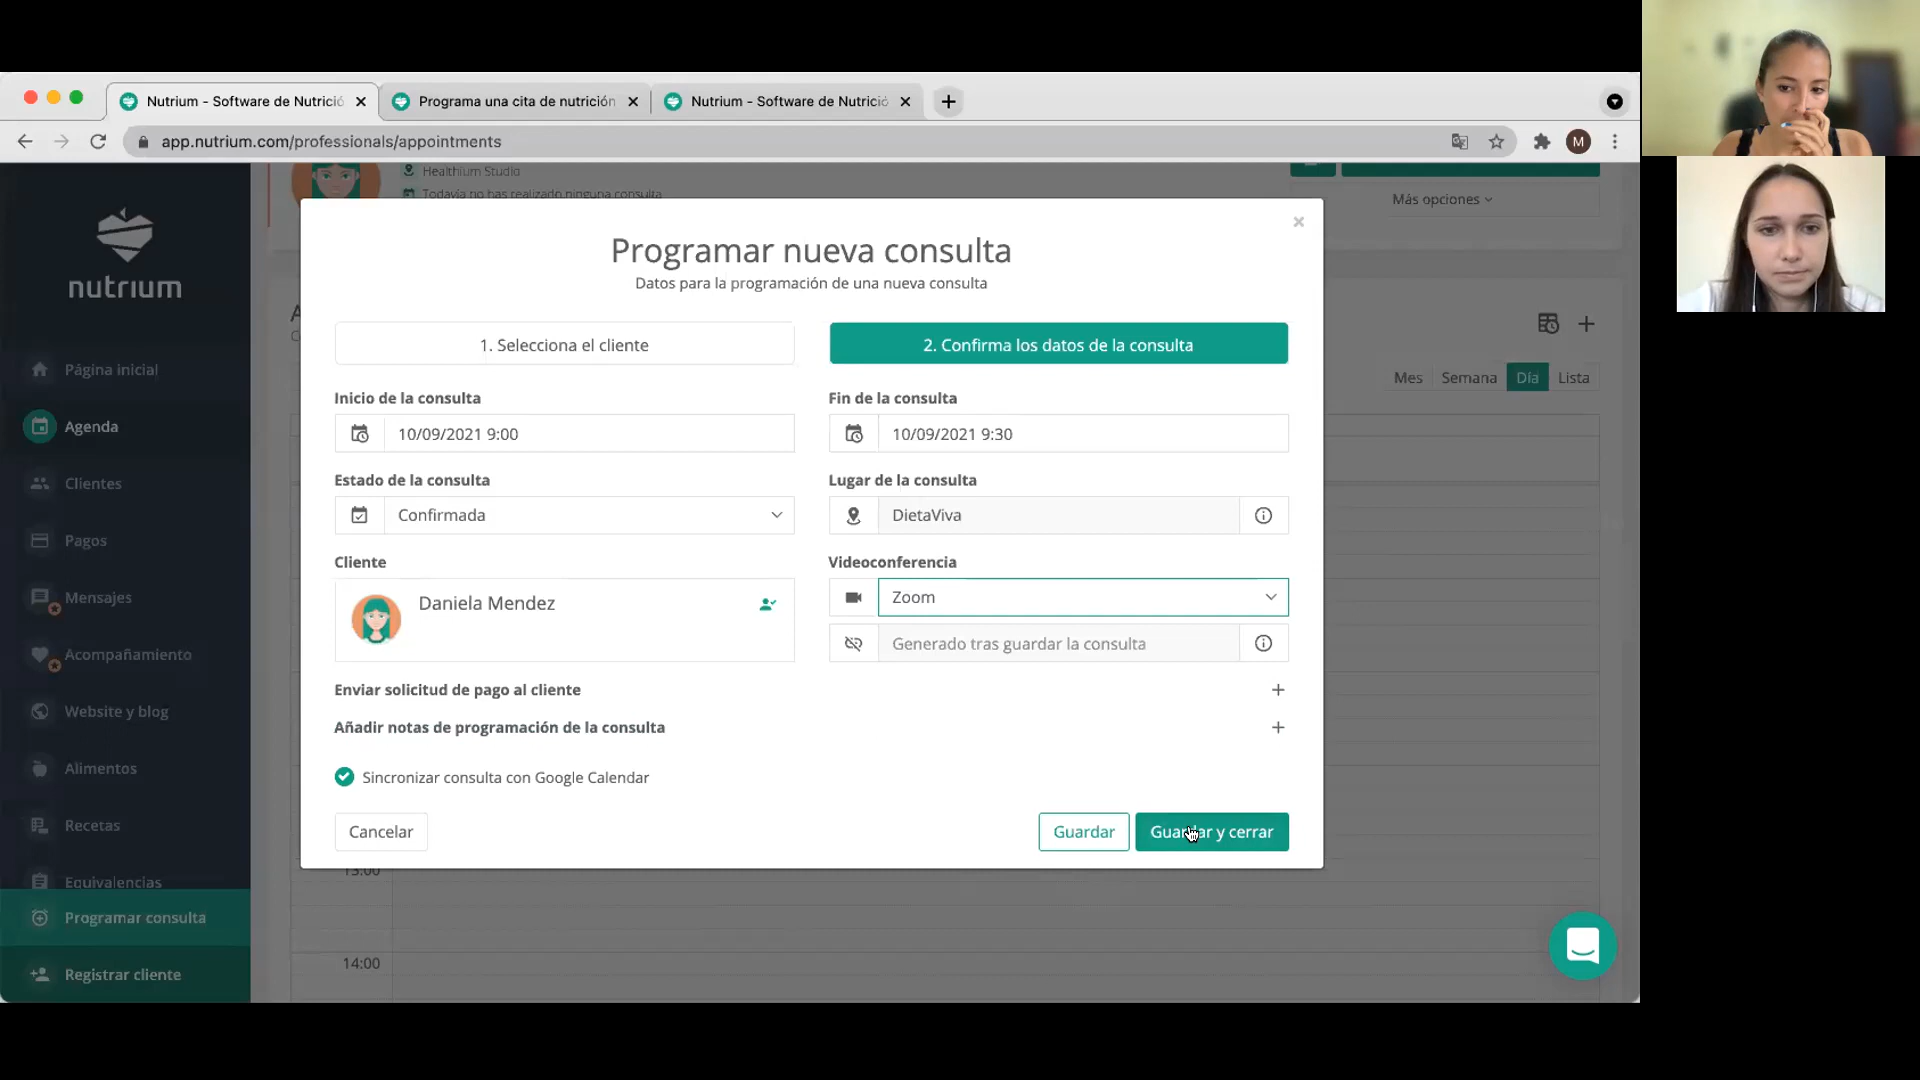 Nutrium - Software de Nutrició
Programa una cita de nutrición
Nutrium - Software de Nutrició
app.nutrium.com/professionals/appointments
M
nutrium
Página inicial
Agenda
Clientes
Pagos
Mensajes
Acompañamiento
Website y blog
Alimentos
Recetas
Equivalencias
Programar consulta
Registrar cliente
Healthium Studio
Todavía no has realizado ninguna consulta
Más opciones
Mes Semana Día Lista
Programar nueva consulta
Datos para la programación de una nueva consulta
1. Selecciona el cliente
2. Confirma los datos de la consulta
Inicio de la consulta
10/09/2021 9:00
Fin de la consulta
10/09/2021 9:30
Estado de la consulta
Confirmada
Lugar de la consulta
DietaViva
Cliente
Daniela Mendez
Videoconferencia
Zoom
Generado tras guardar la consulta
Enviar solicitud de pago al cliente
Añadir notas de programación de la consulta
Sincronizar consulta con Google Calendar
Cancelar
Guardar
Guardar y cerrar
13:00
14:00